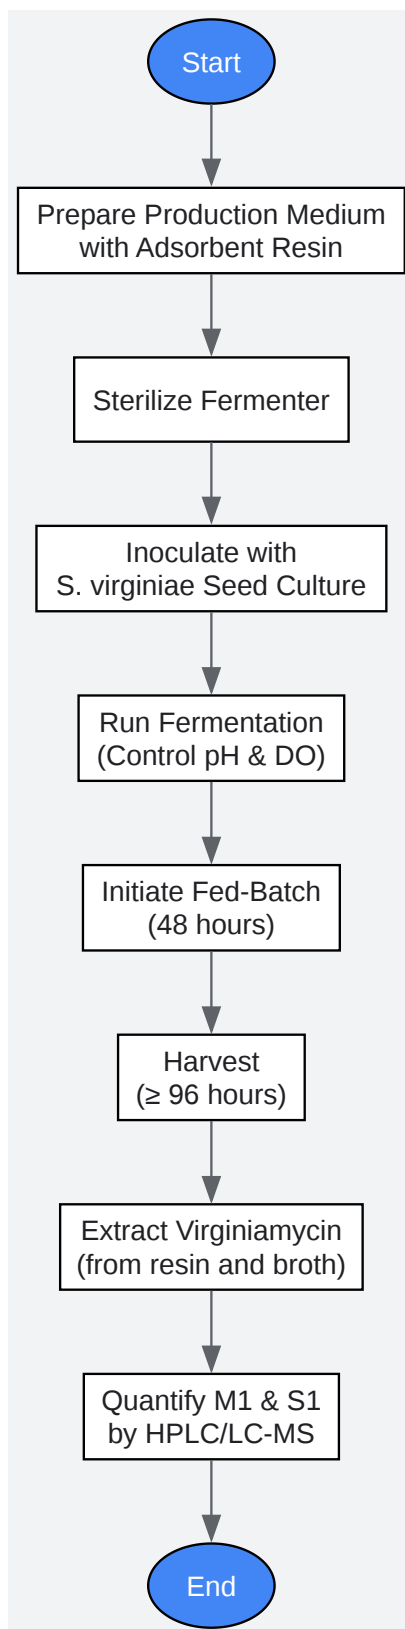 Start
Prepare Production Medium
with Adsorbent Resin
Sterilize Fermenter
Inoculate with
S. virginiae Seed Culture
Run Fermentation
(Control pH & DO)
Initiate Fed-Batch
(48 hours)
Harvest
(≥ 96 hours)
Extract Virginiamycin
(from resin and broth)
Quantify M1 & S1
by HPLC/LC-MS
End